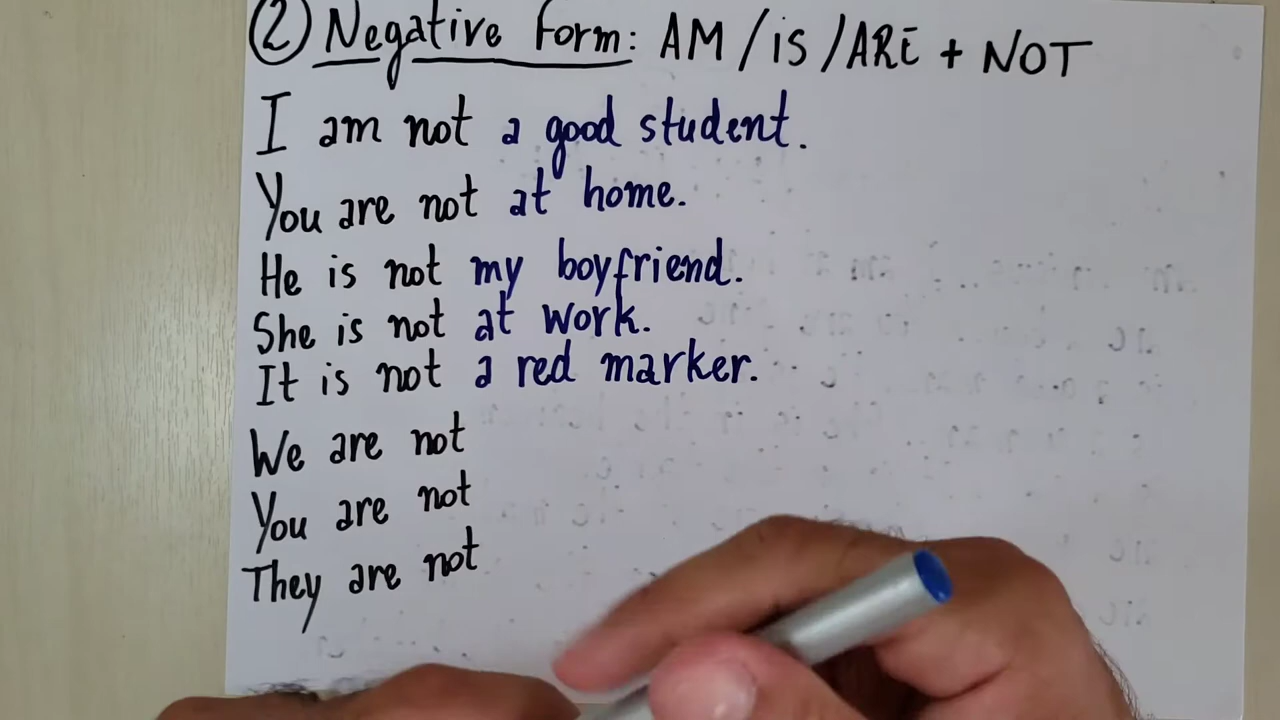 ② Negative Form: AM / is / ARE + NOT
I am not a good student.
You are not at home.
He is not my boyfriend.
She is not at work.
It is not a red marker.
We are not
You are not
They are not